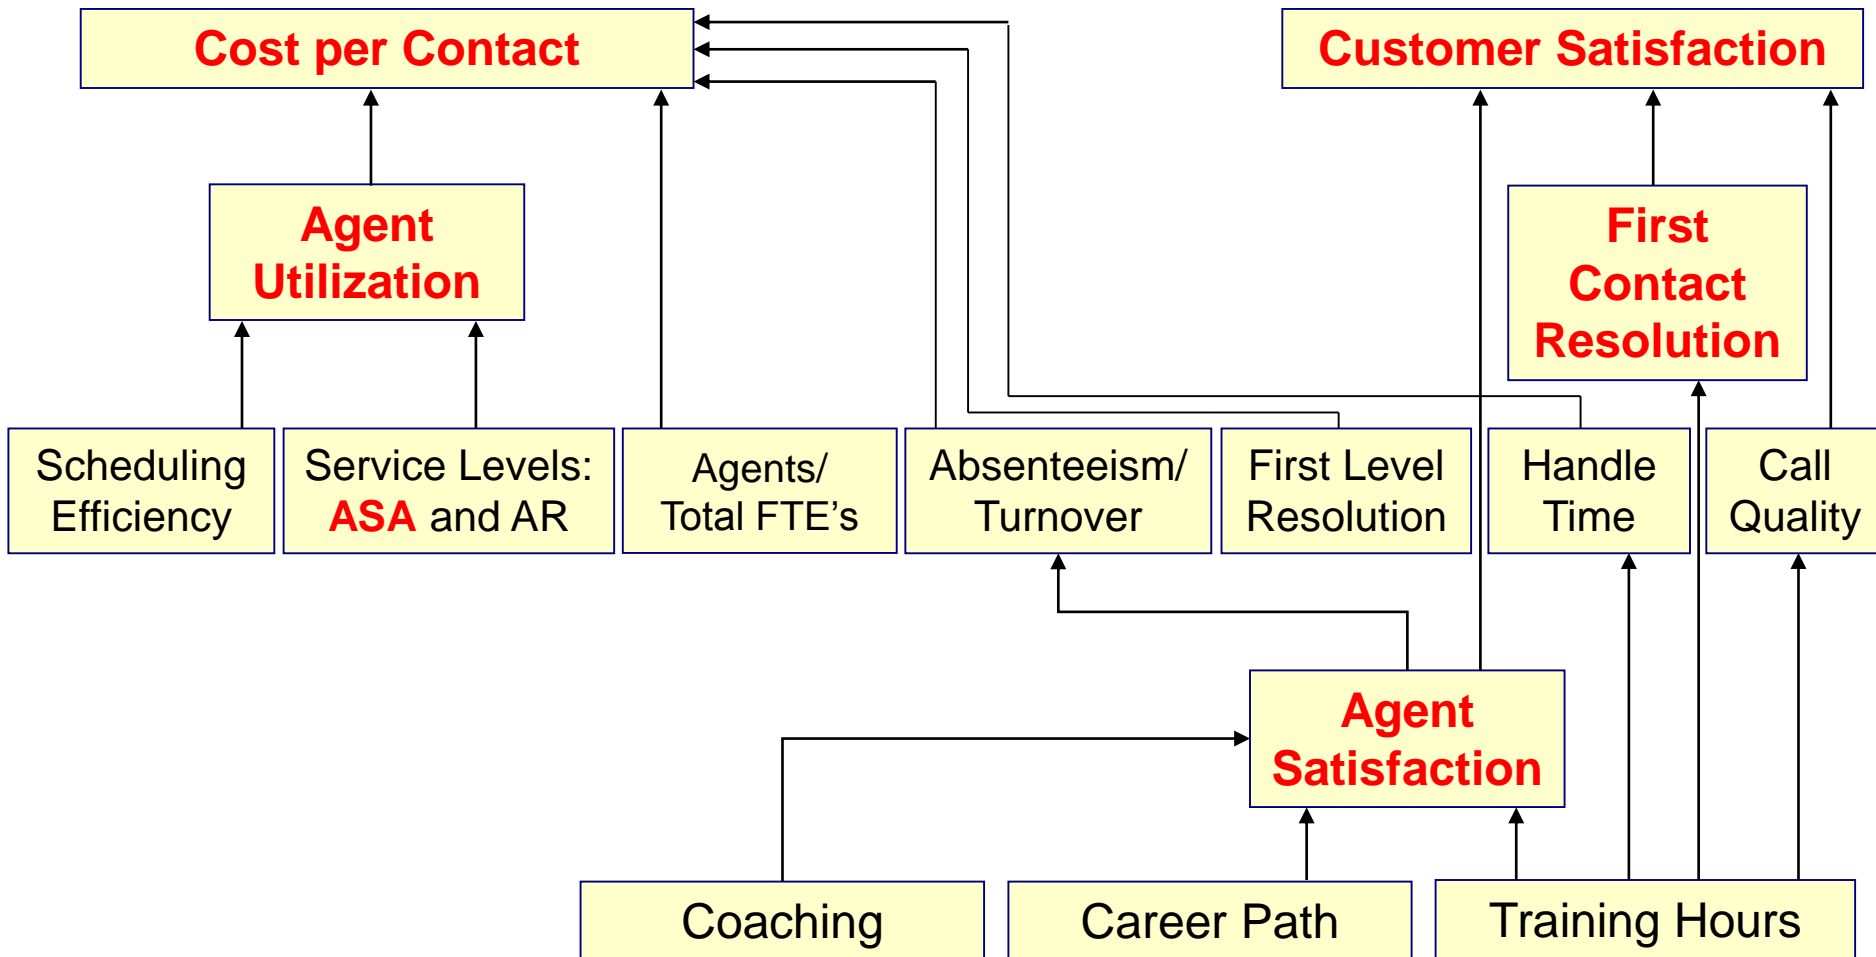 Cost per Contact
Customer Satisfaction
Agent
Utilization
First
Contact
Resolution
Scheduling
Efficiency
Service Levels:
ASA and AR
Agents/
Total FTE's
Absenteeism/
Turnover
First Level
Resolution
Handle
Time
Call
Quality
Agent
Satisfaction
Coaching
Career Path
Training Hours